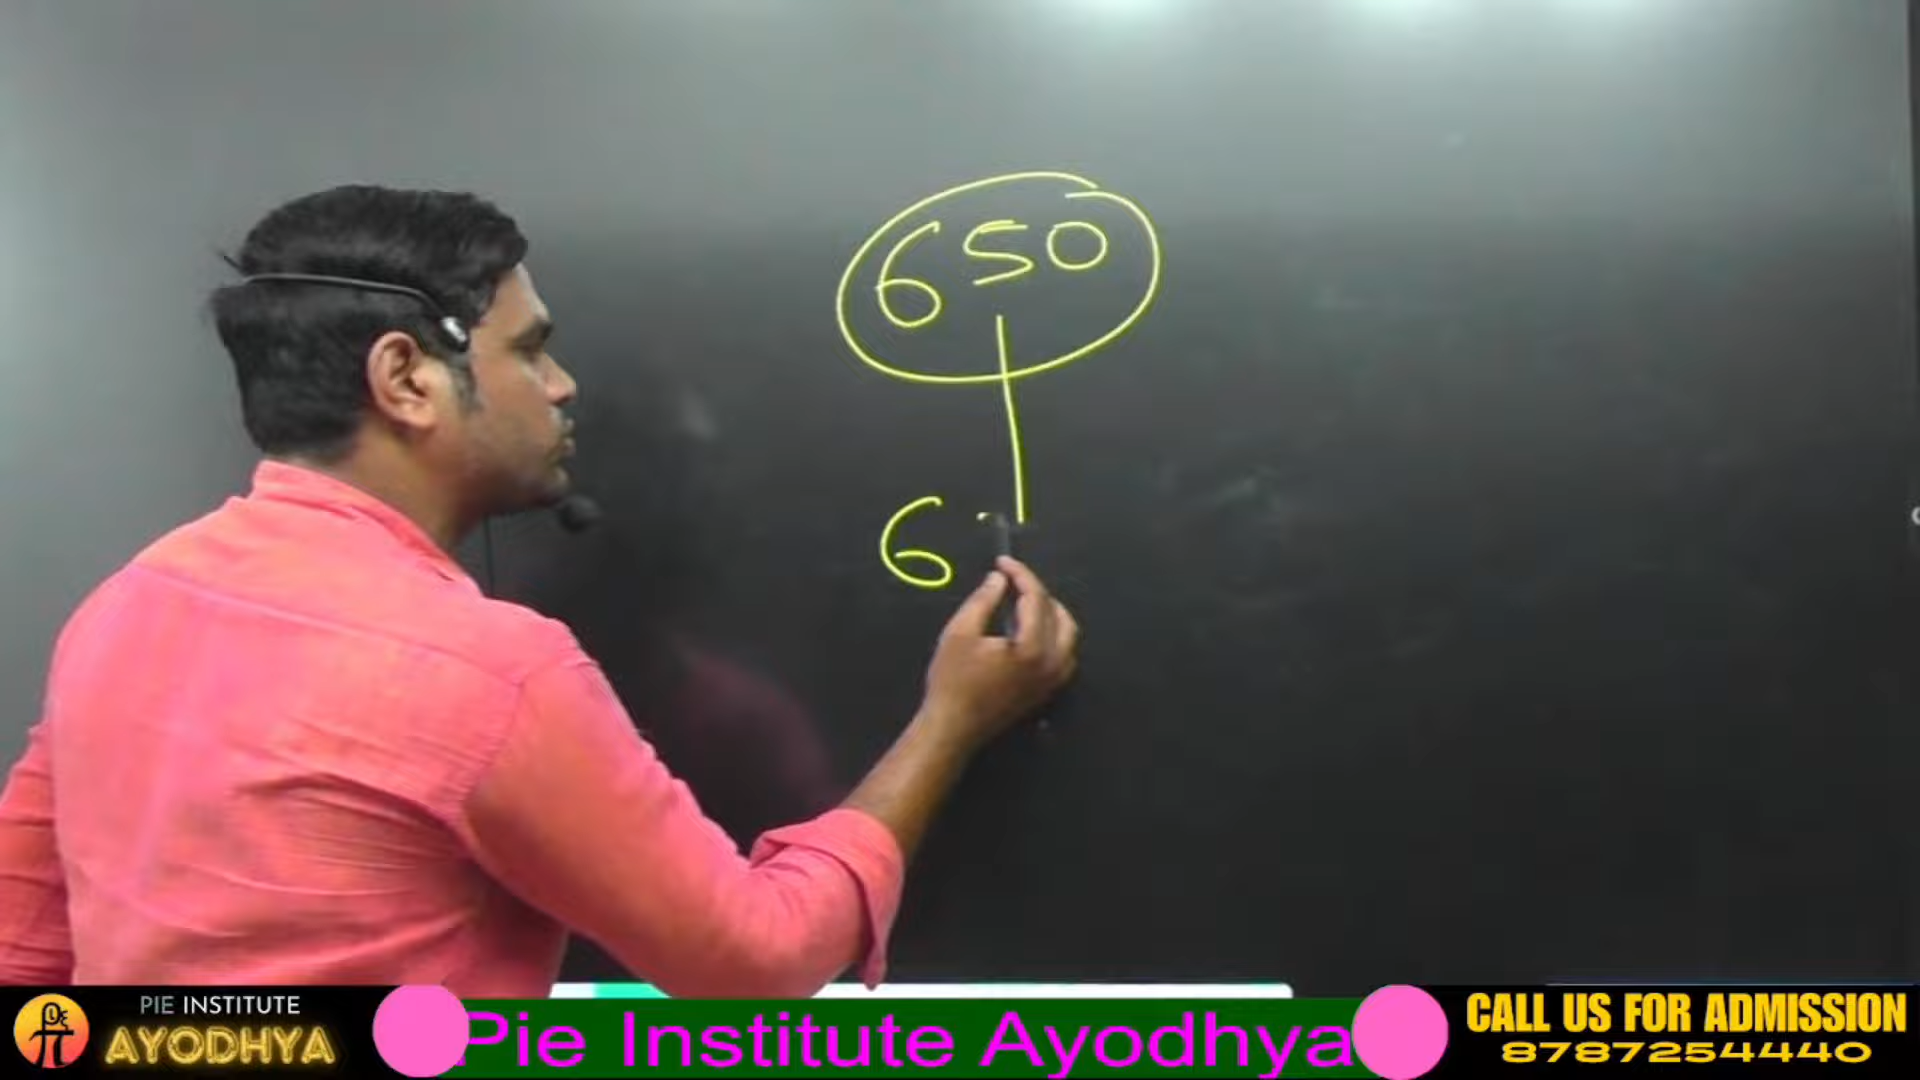 650
6
PIE INSTITUTE
AYODHYA
Pie Institute Ayodhya
CALL US FOR ADMISSION
8787254440